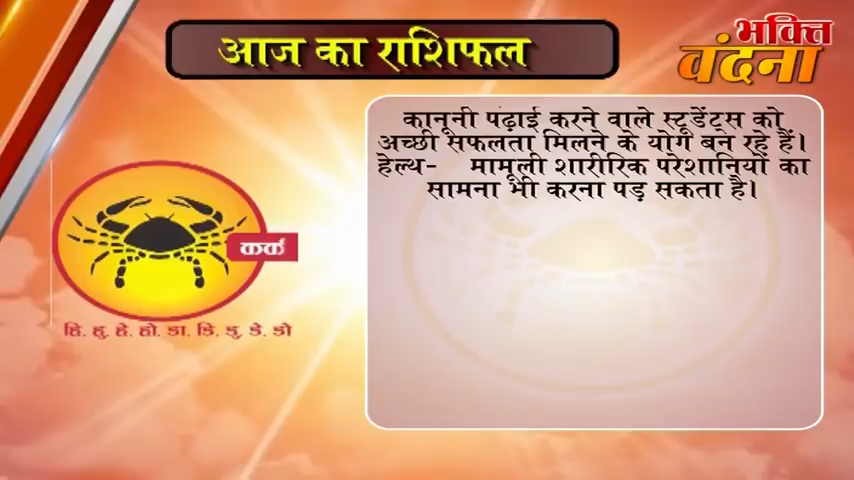 आज का राशिफल
भक्ति
वंदना
कानूनी पढ़ाई करने वाले स्टूडेंट्स को
अच्छी सफलता मिलने के योग बन रहे हैं।
हेल्थ- मामूली शारीरिक परेशानियों का
सामना भी करना पड़ सकता है।
कर्क
हि. हु. हे. हो. डा. डि. डु. डे. डो